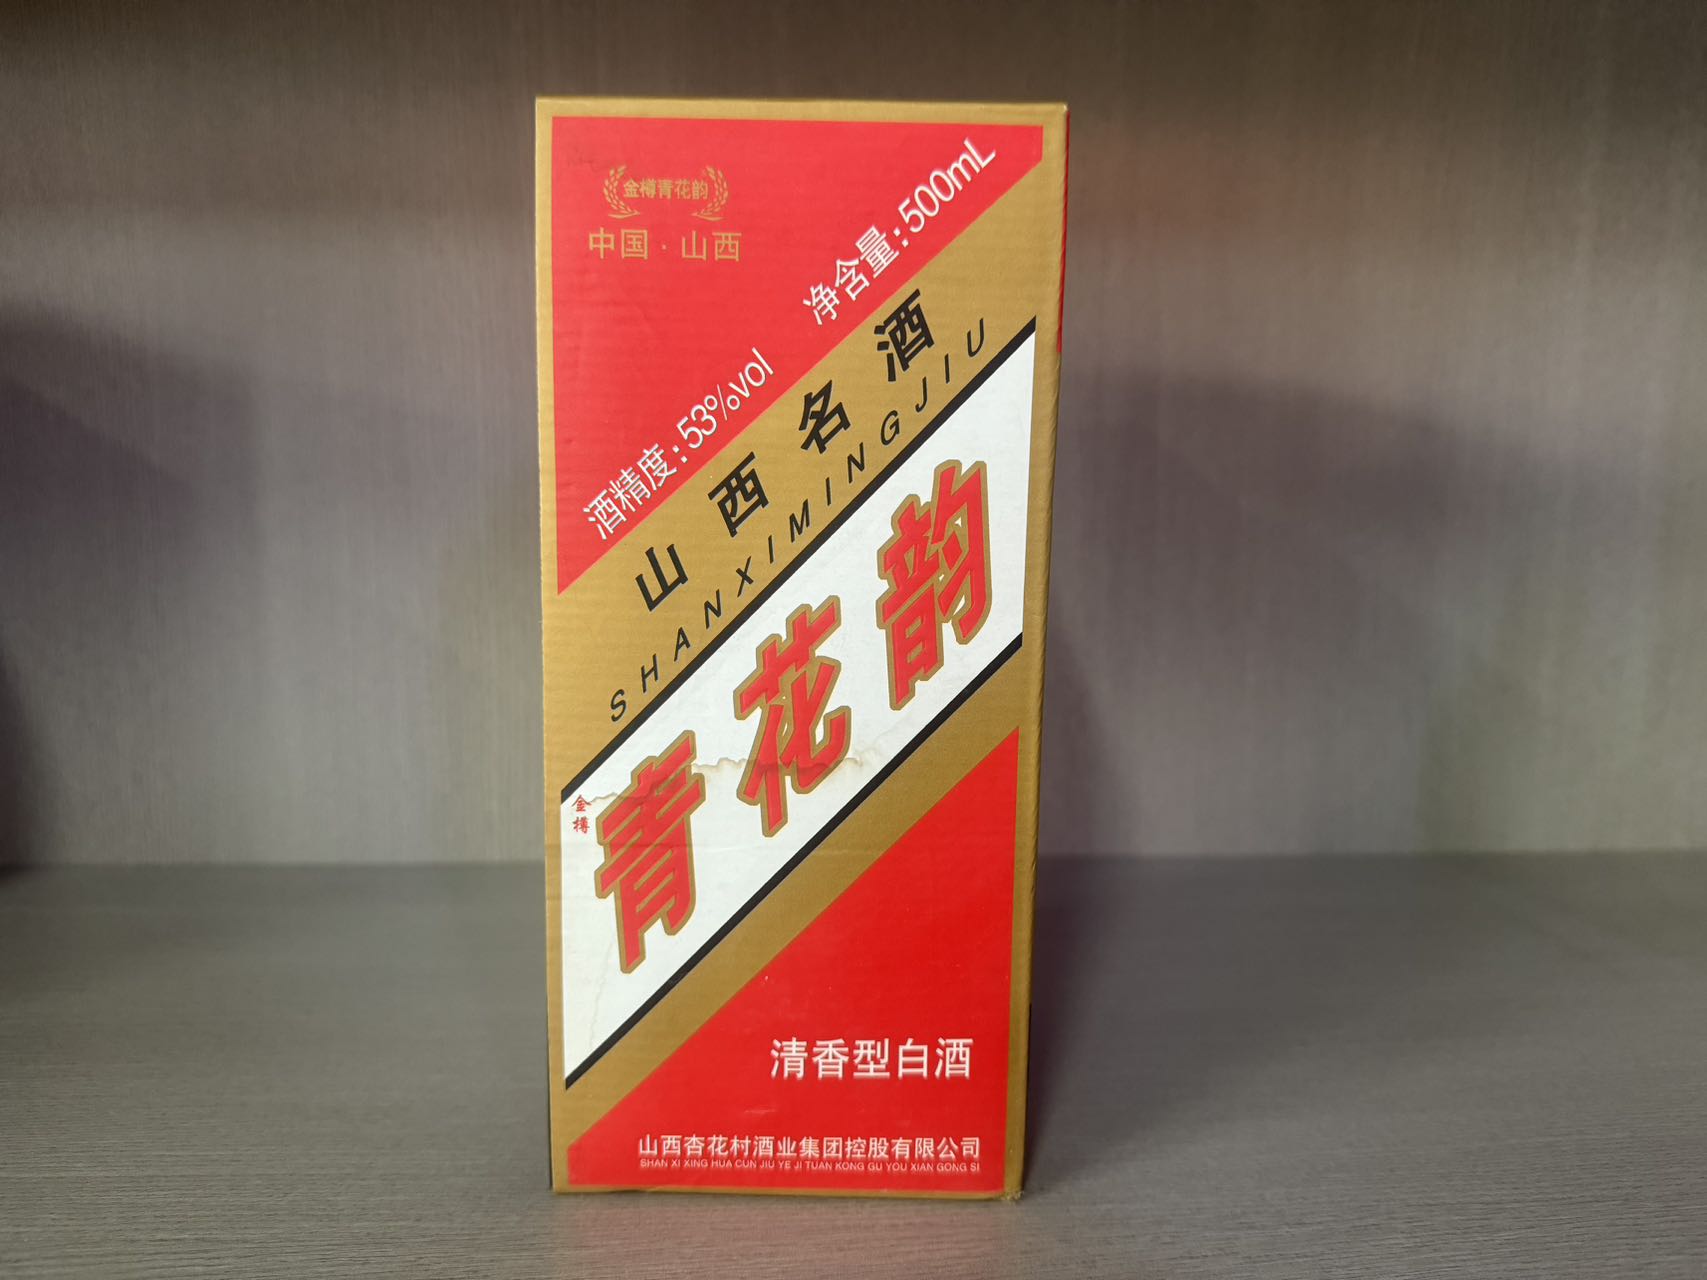 金樽青花韵
中国·山西
净含量:500mL
酒精度:53%vol
山西名酒
SHANXIMINGJIU
青花韵
金樽
清香型白酒
山西杏花村酒业集团控股有限公司
SHAN XI XING HUA CUN JIU YE JI TUAN KONG GU YOU XIAN GONG SI